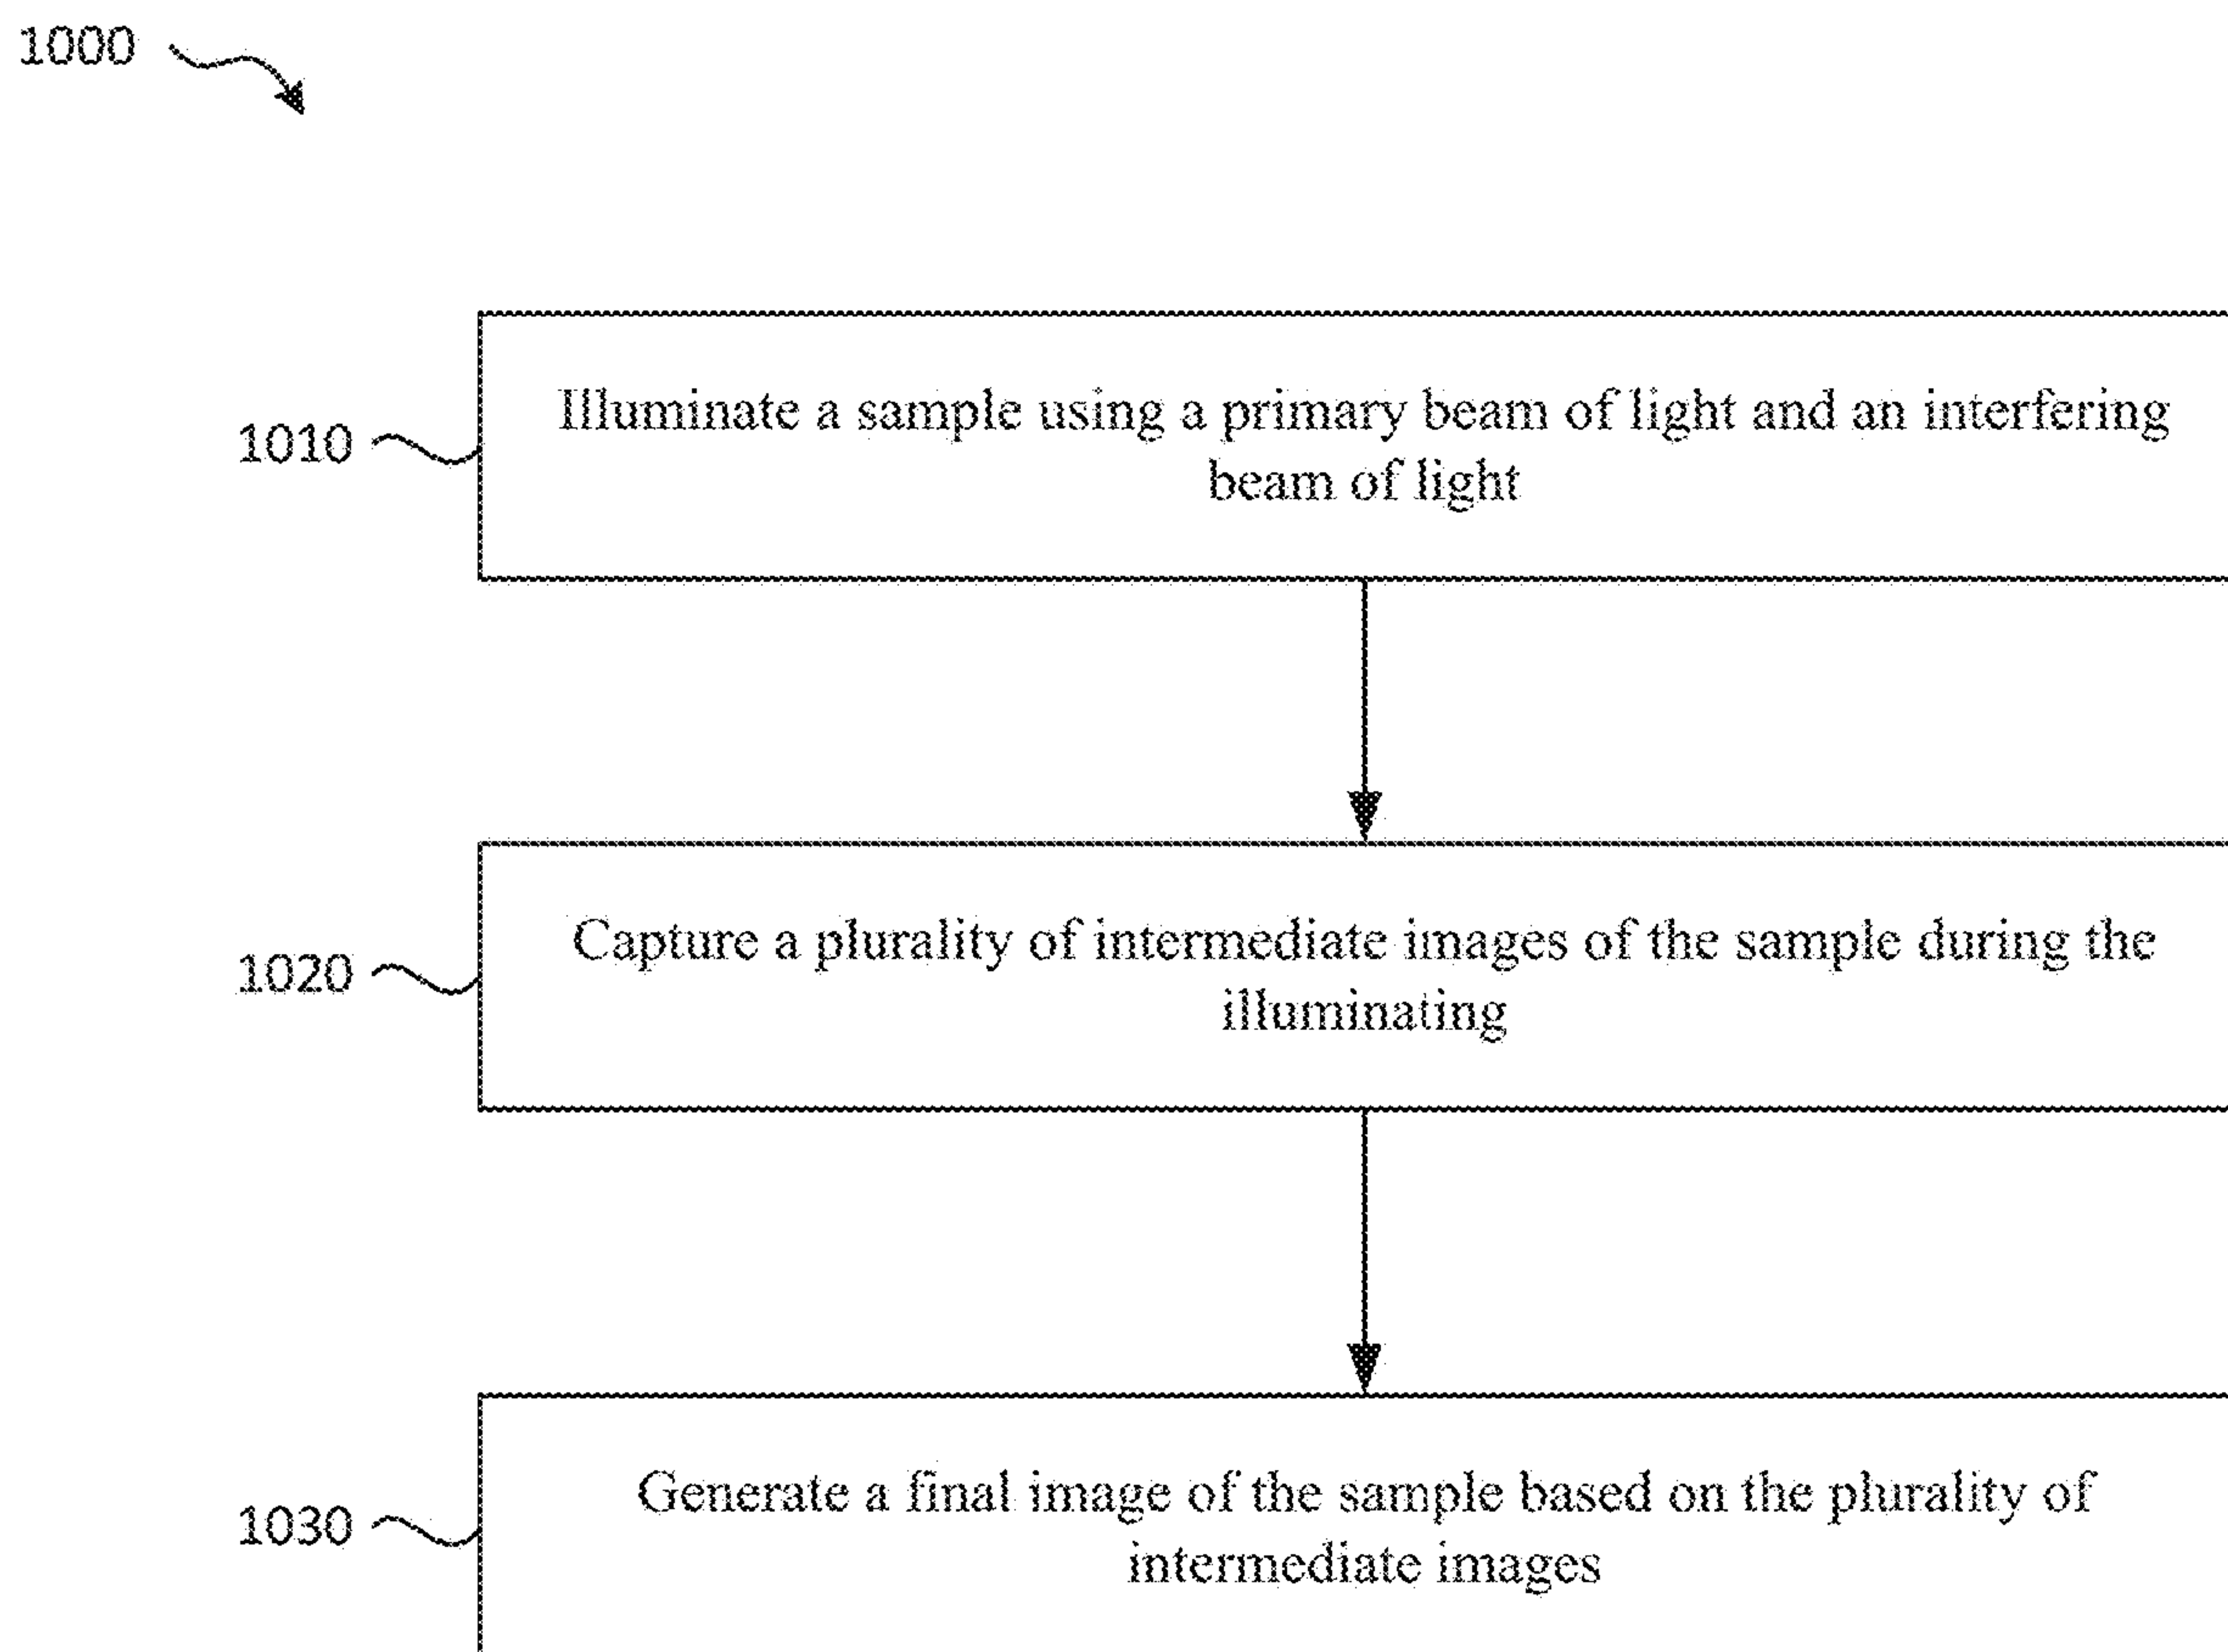 1000
1010
Illuminate a sample using a primary beam of light and an interfering
beam of light
1020
Capture a plurality of intermediate images of the sample during the
illuminating
1030
Generate a final image of the sample based on the plurality of
intermediate images